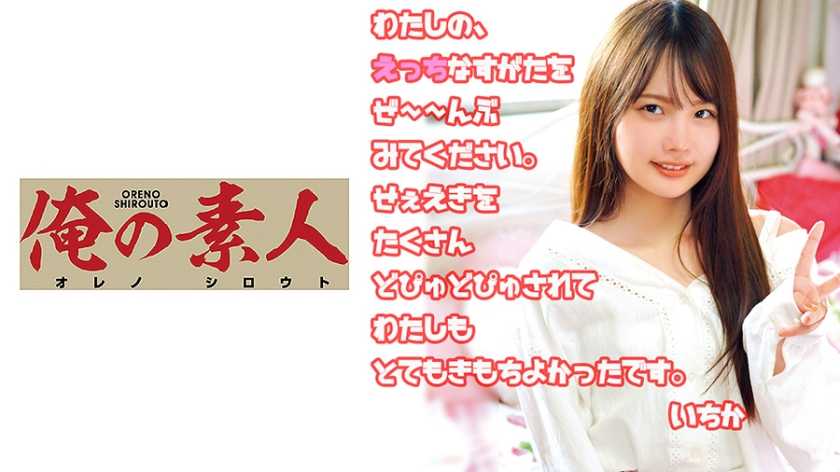 ORENO
SHIROUTO
俺の素人
オレノ シロウト
わたしの、
えっちなすがたを
ぜ〜〜んぶ
みてください。
せぇえきを
たくさん
どぴゅどぴゅされて
わたしも
とてもきもちよかったです。
いちか